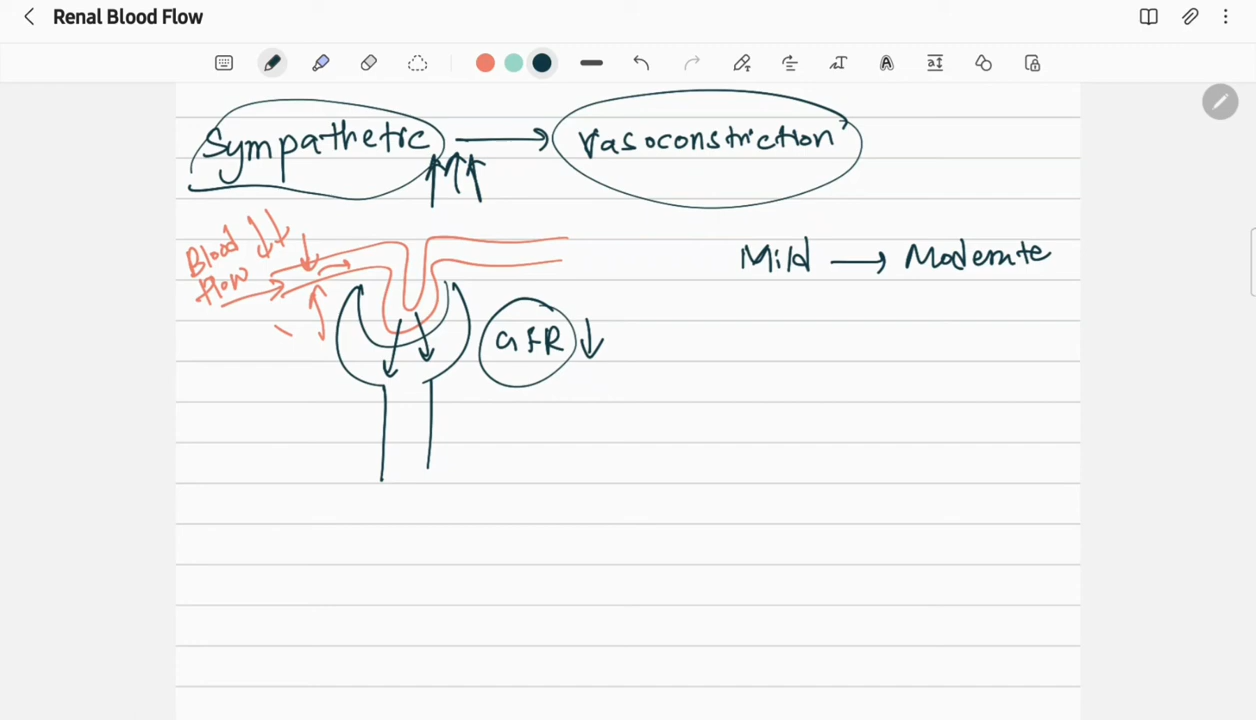 Renal Blood Flow
Sympathetic → vasoconstriction
↑↑↑
Blood ↓↓
flow
Mild → Moderate
GFR ↓